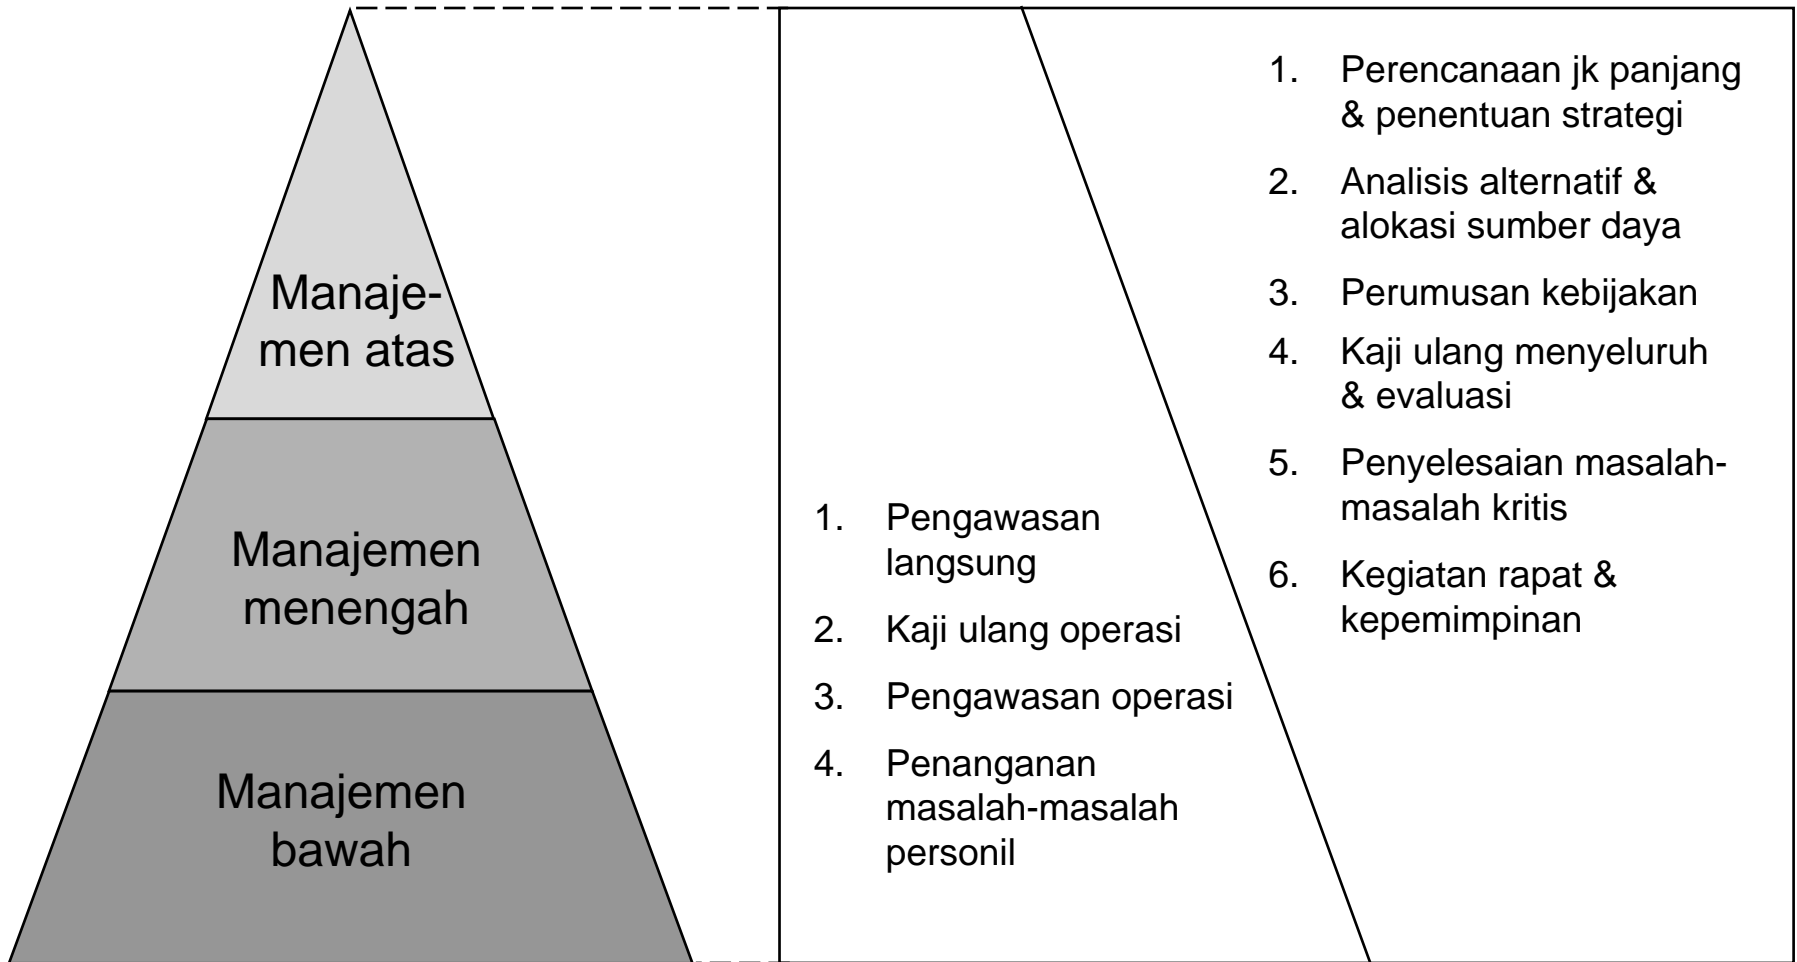 Manaje-
men atas
Manajemen
menengah
Manajemen
bawah
1. Pengawasan
langsung
2. Kaji ulang operasi
3. Pengawasan operasi
4. Penanganan
masalah-masalah
personil
1. Perencanaan jk panjang
& penentuan strategi
2. Analisis alternatif &
alokasi sumber daya
3. Perumusan kebijakan
4. Kaji ulang menyeluruh
& evaluasi
5. Penyelesaian masalah-
masalah kritis
6. Kegiatan rapat &
kepemimpinan